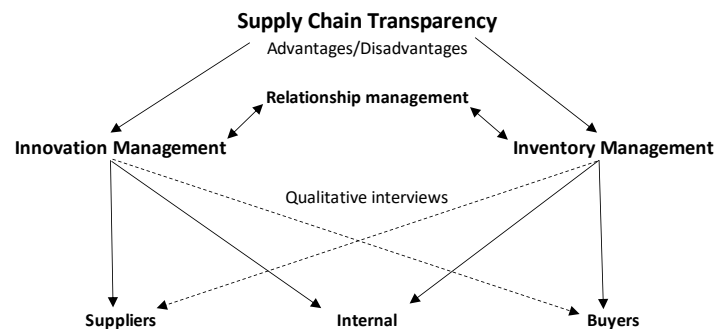 Supply Chain Transparency
Advantages/Disadvantages
Relationship management
Innovation Management
Inventory Management
Qualitative interviews
Suppliers
Internal
Buyers